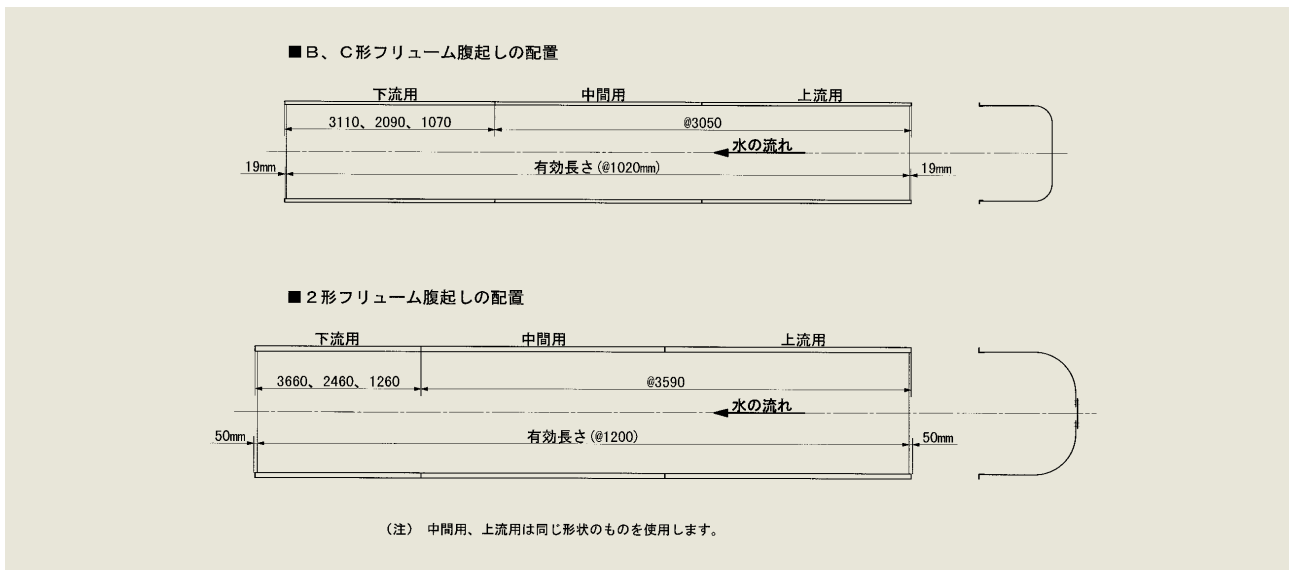 ■B、C形フリューム腹起しの配置
下流用 中間用 上流用
3110、2090、1070 @3050
水の流れ
19mm 有効長さ(@1020mm) 19mm
■2形フリューム腹起しの配置
下流用 中間用 上流用
3660、2460、1260 @3590
水の流れ
50mm 有効長さ(@1200) 50mm
(注) 中間用、上流用は同じ形状のものを使用します。